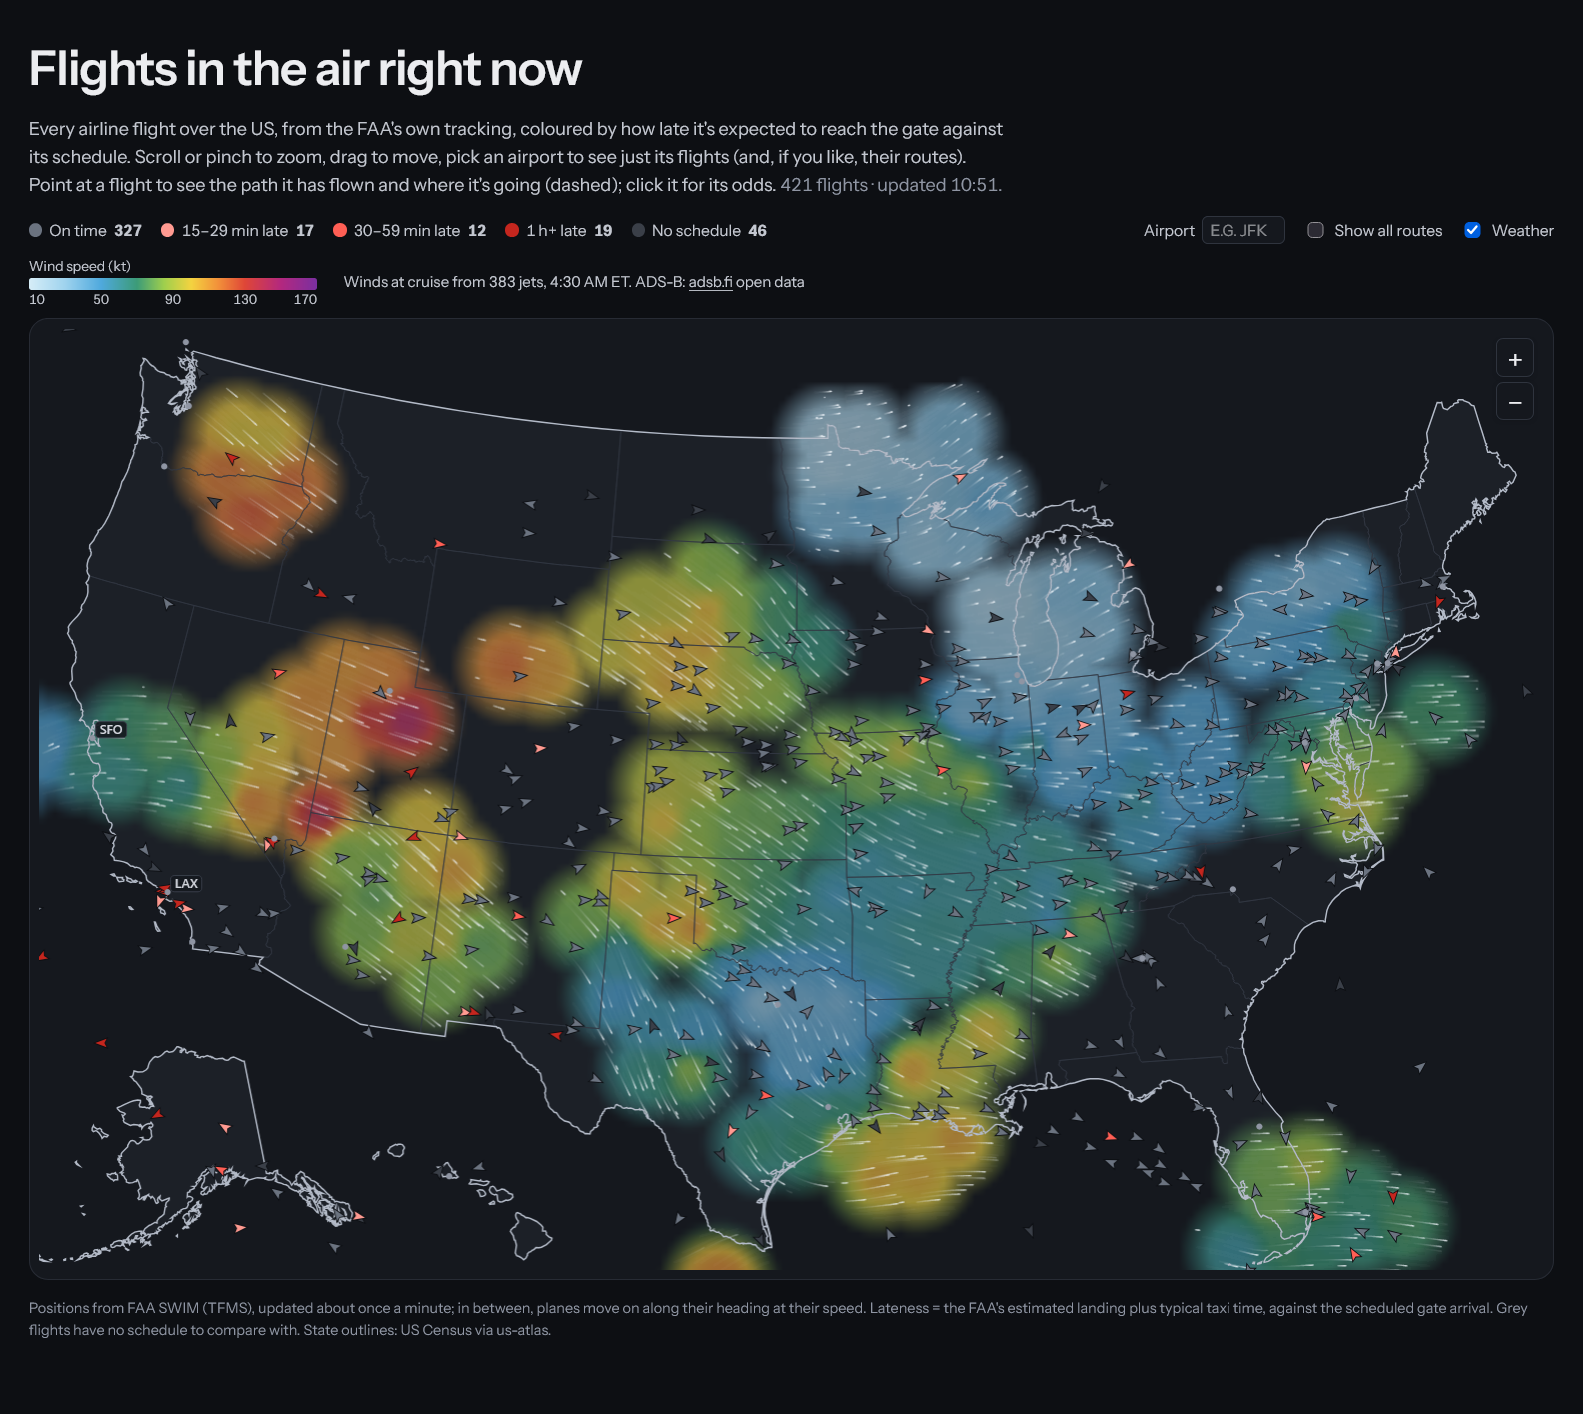 Flights in the air right now
Every airline flight over the US, from the FAA's own tracking, coloured by how late it's expected to reach the gate against
its schedule. Scroll or pinch to zoom, drag to move, pick an airport to see just its flights (and, if you like, their routes).
Point at a flight to see the path it has flown and where it's going (dashed); click it for its odds. 421 flights · updated 10:51.
On time 327 15–29 min late 17 30–59 min late 12 1 h+ late 19 No schedule 46
Airport E.G. JFK Show all routes Weather
Wind speed (kt)
10 50 90 130 170
Winds at cruise from 383 jets, 4:30 AM ET. ADS-B: adsb.fi open data
+
−
SFO
LAX
Positions from FAA SWIM (TFMS), updated about once a minute; in between, planes move on along their heading at their speed. Lateness = the FAA's estimated landing plus typical taxi time, against the scheduled gate arrival. Grey
flights have no schedule to compare with. State outlines: US Census via us-atlas.